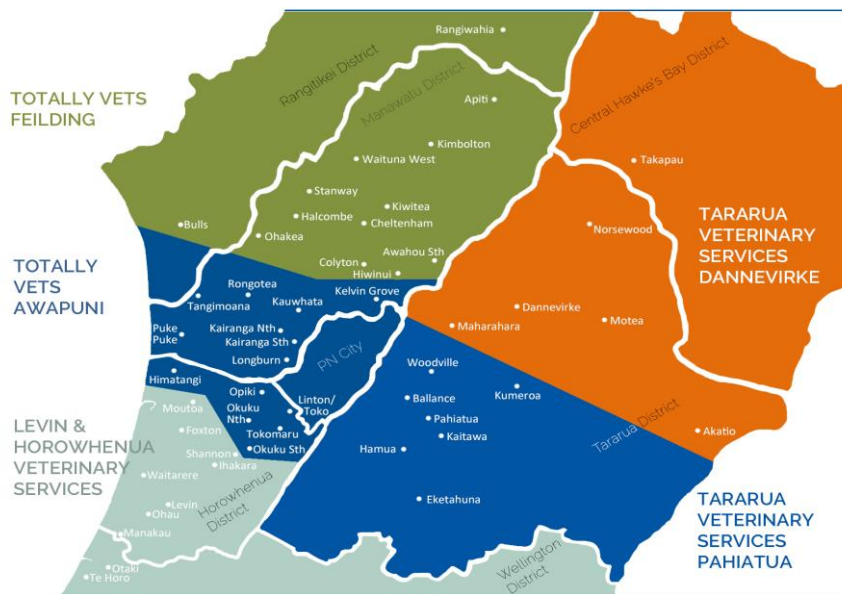 Rangiwahia
Rangitikei District
Manawatu District
Central Hawke's Bay District
TOTALLY VETS
FEILDING
Apiti
Kimbolton
Waituna West
Takapau
Stanway
Kiwitea
Halcombe
Cheltenham
Bulls
Ohakea
Norsewood
TARARUA
VETERINARY
SERVICES
DANNEVIRKE
Awahou Sth
Colyton
Hiwinui
TOTALLY
VETS
AWAPUNI
Rongotea
Kelvin Grove
Tangimoana
Kauwhata
Dannevirke
Motea
Maharahara
Puke
Puke
Kairanga Nth
Kairanga Sth
Longburn
PN City
Woodville
Himatangi
Kumeroa
Opiki
Linton/
Toko
Ballance
Moutoa
Okuku
Nth
Pahiatua
Tararua District
Akatio
LEVIN &
HOROWHENUA
VETERINARY
SERVICES
Foxton
Tokomaru
Kaitawa
Okuku Sth
Hamua
Shannon
Ihakara
Waitarere
Horowhenua
District
Eketahuna
TARARUA
VETERINARY
SERVICES
PAHIATUA
Levin
Ohau
Manakau
Wellington
District
Otaki
Te Horo